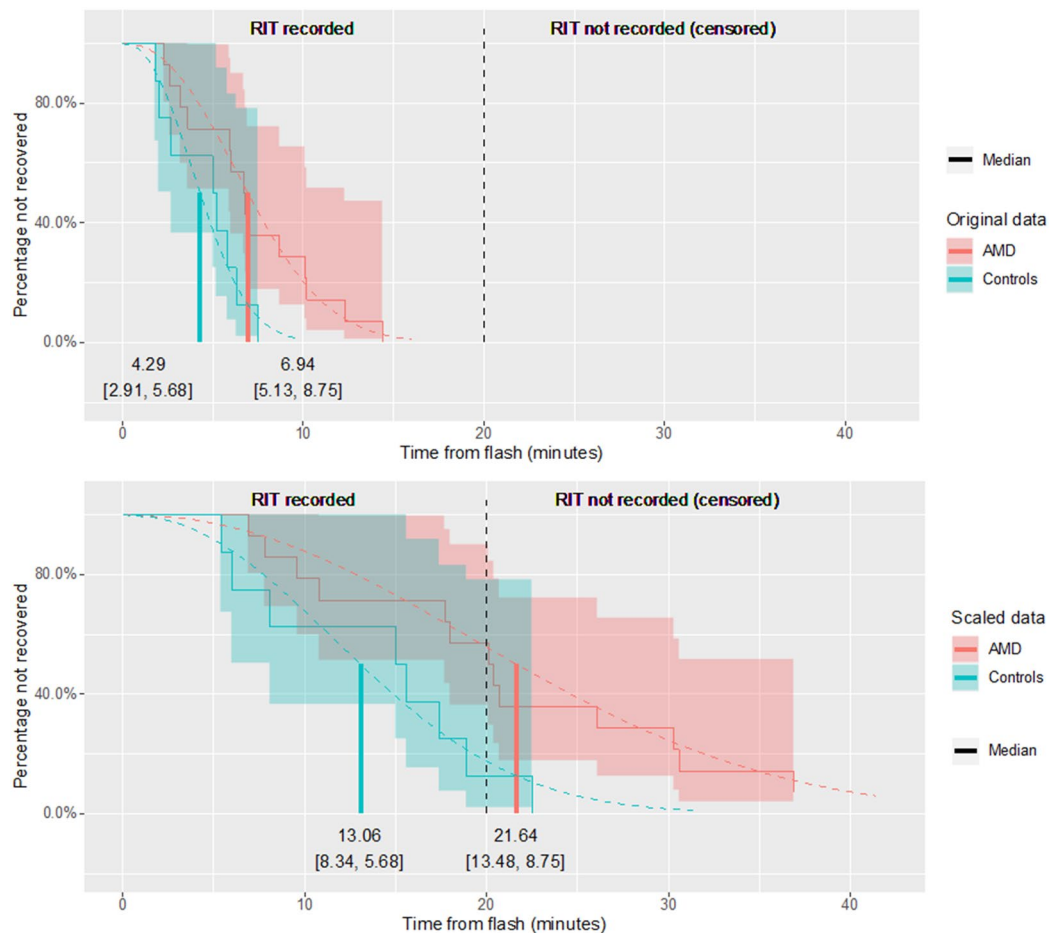 RIT recorded
RIT not recorded (censored)
80.0%
40.0%
0.0%
Percentage not recovered
4.29
[2.91, 5.68]
6.94
[5.13, 8.75]
0
10
20
30
40
Time from flash (minutes)
Median
Original data
AMD
Controls
RIT recorded
RIT not recorded (censored)
80.0%
40.0%
0.0%
Percentage not recovered
13.06
[8.34, 5.68]
21.64
[13.48, 8.75]
0
10
20
30
40
Time from flash (minutes)
Scaled data
AMD
Controls
Median